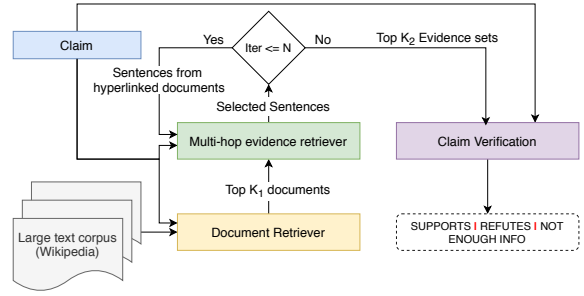 Claim
Yes
Iter <= N
No
Top K2 Evidence sets
Sentences from
hyperlinked documents
Selected Sentences
Multi-hop evidence retriever
Claim Verification
Top K1 documents
Large text corpus
(Wikipedia)
Document Retriever
SUPPORTS | REFUTES | NOT
ENOUGH INFO